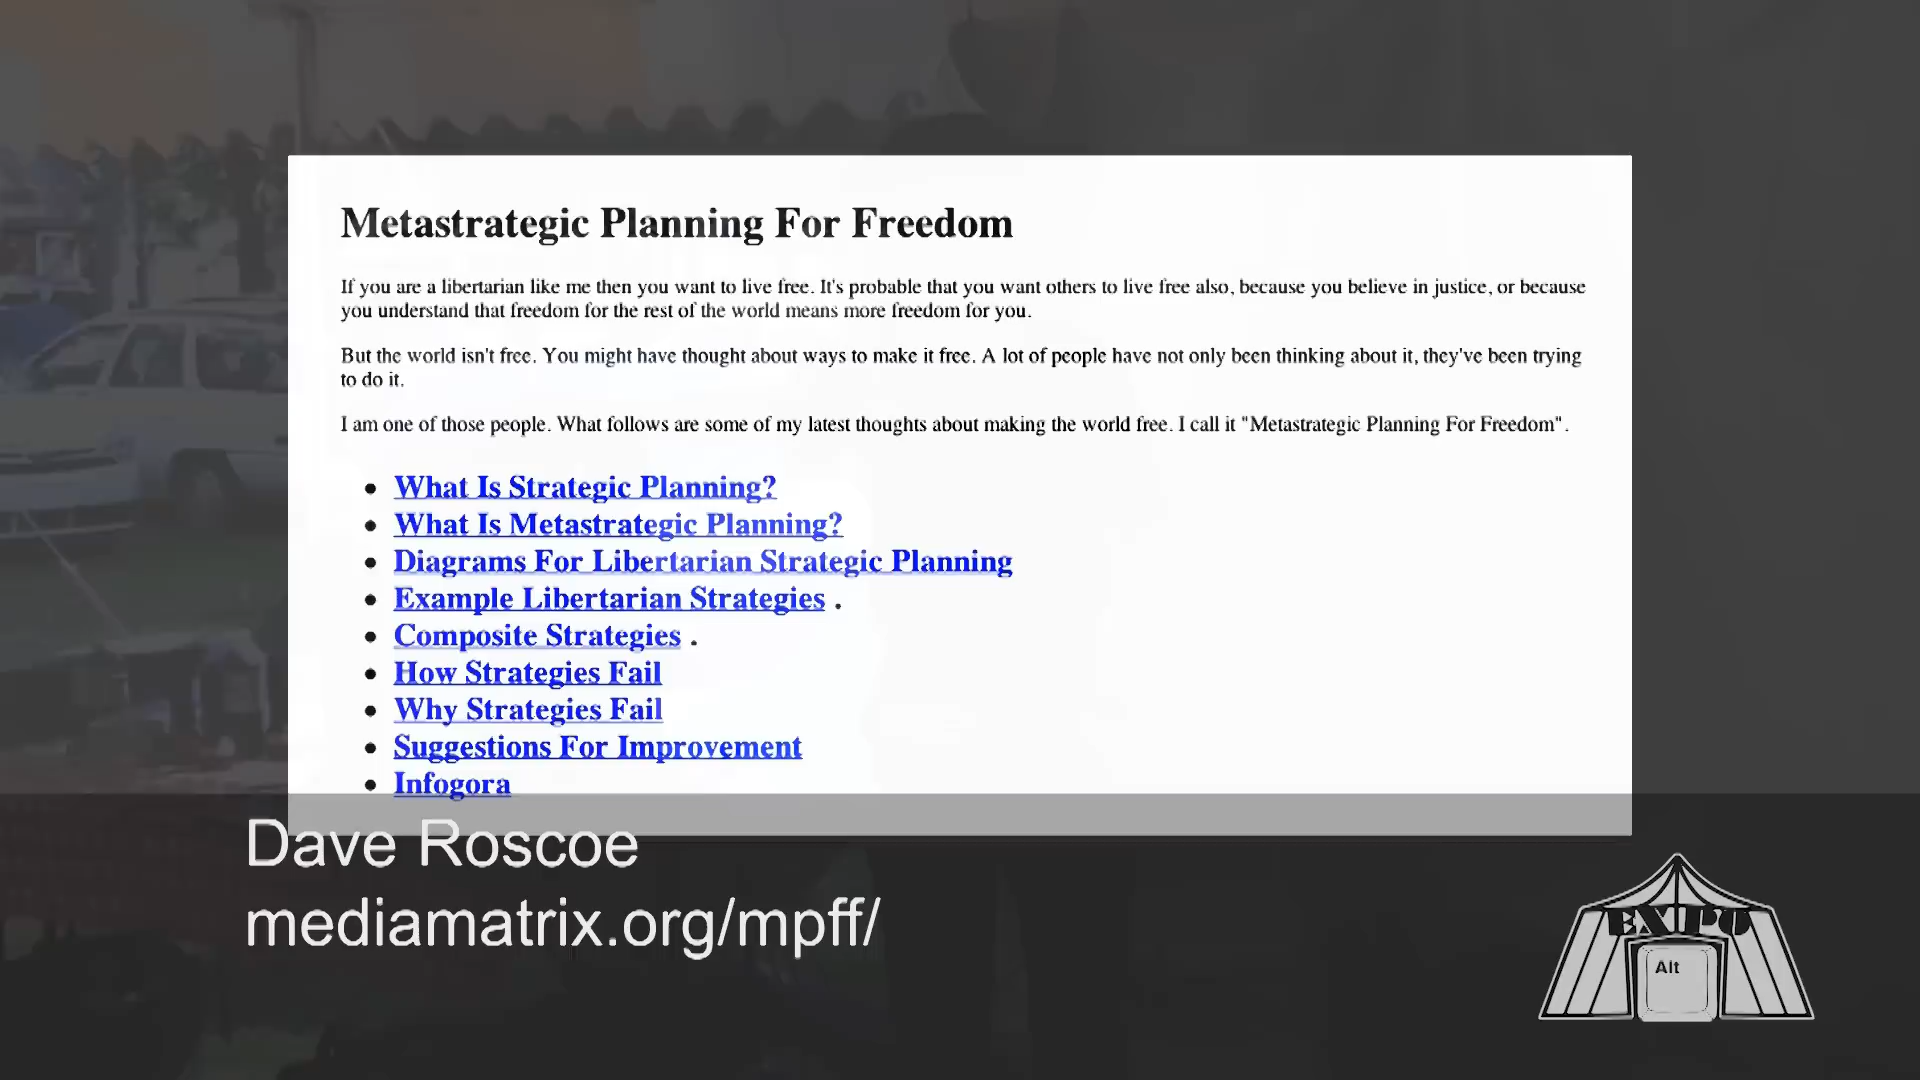 Metastrategic Planning For Freedom
If you are a libertarian like me then you want to live free. It's probable that you want others to live free also, because you believe in justice, or because
you understand that freedom for the rest of the world means more freedom for you.
But the world isn't free. You might have thought about ways to make it free. A lot of people have not only been thinking about it, they've been trying
to do it.
I am one of those people. What follows are some of my latest thoughts about making the world free. I call it "Metastrategic Planning For Freedom".
• What Is Strategic Planning?
• What Is Metastrategic Planning?
• Diagrams For Libertarian Strategic Planning
• Example Libertarian Strategies .
• Composite Strategies .
• How Strategies Fail
• Why Strategies Fail
• Suggestions For Improvement
• Infogora
Dave Roscoe
mediamatrix.org/mpff/
EXPO
Alt